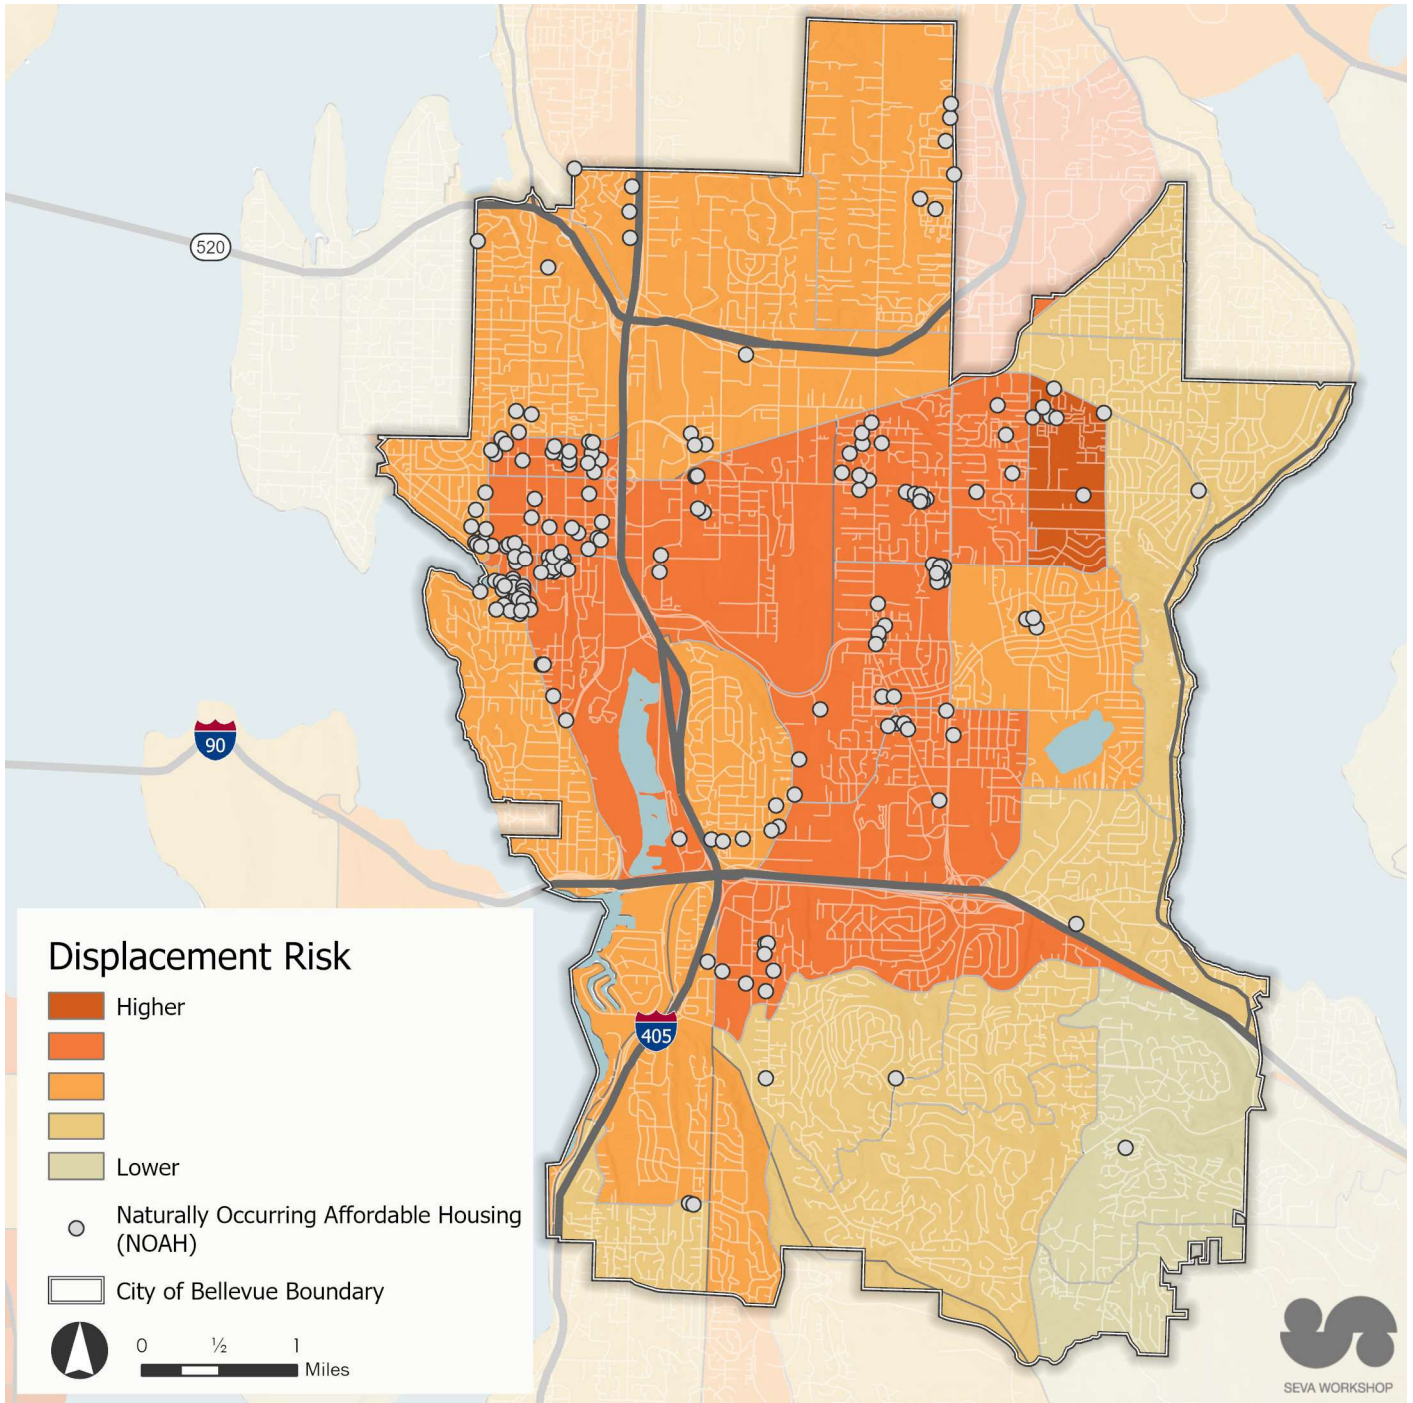 520
90
405
Displacement Risk
Higher
Lower
Naturally Occurring Affordable Housing
(NOAH)
City of Bellevue Boundary
0 ½ 1
Miles
SEVA WORKSHOP